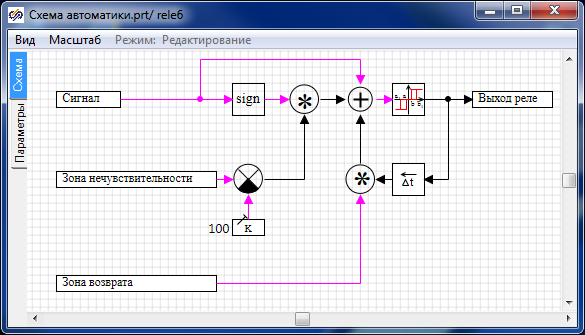 Схема автоматики.prt/ rele6
Вид Масштаб Режим: Редактирование
Схема
Параметры
Сигнал
sign
*
+
Выход реле
Зона нечувствительности
*
Δt
100
к
Зона возврата